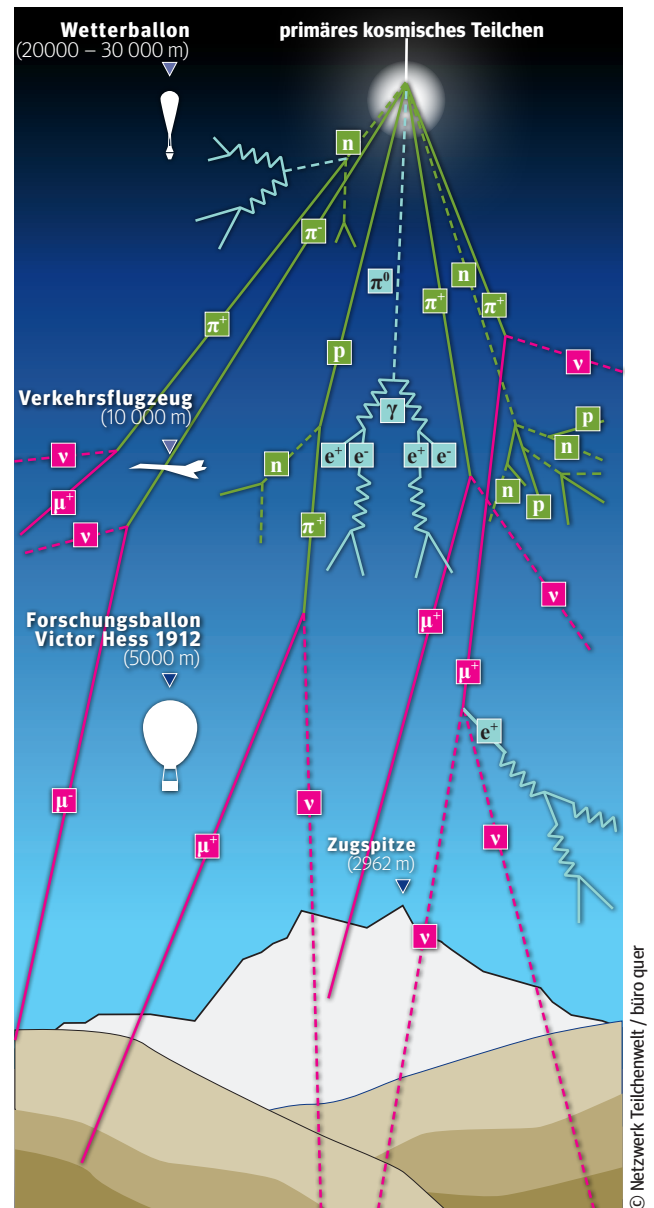 Wetterballon
(20000 – 30 000 m)
primäres kosmisches Teilchen
n
π-
n
π0
π+
π+
π+
p
ν
Verkehrsflugzeug
(10 000 m)
γ
p
n
ν
n
e+ e- e+ e-
n
p
μ+
π+
ν
ν
Forschungsballon
Victor Hess 1912
(5000 m)
μ+
μ+
e+
μ-
ν
ν
μ+
Zugspitze
(2962 m)
ν
© Netzwerk Teilchenwelt / büro quer